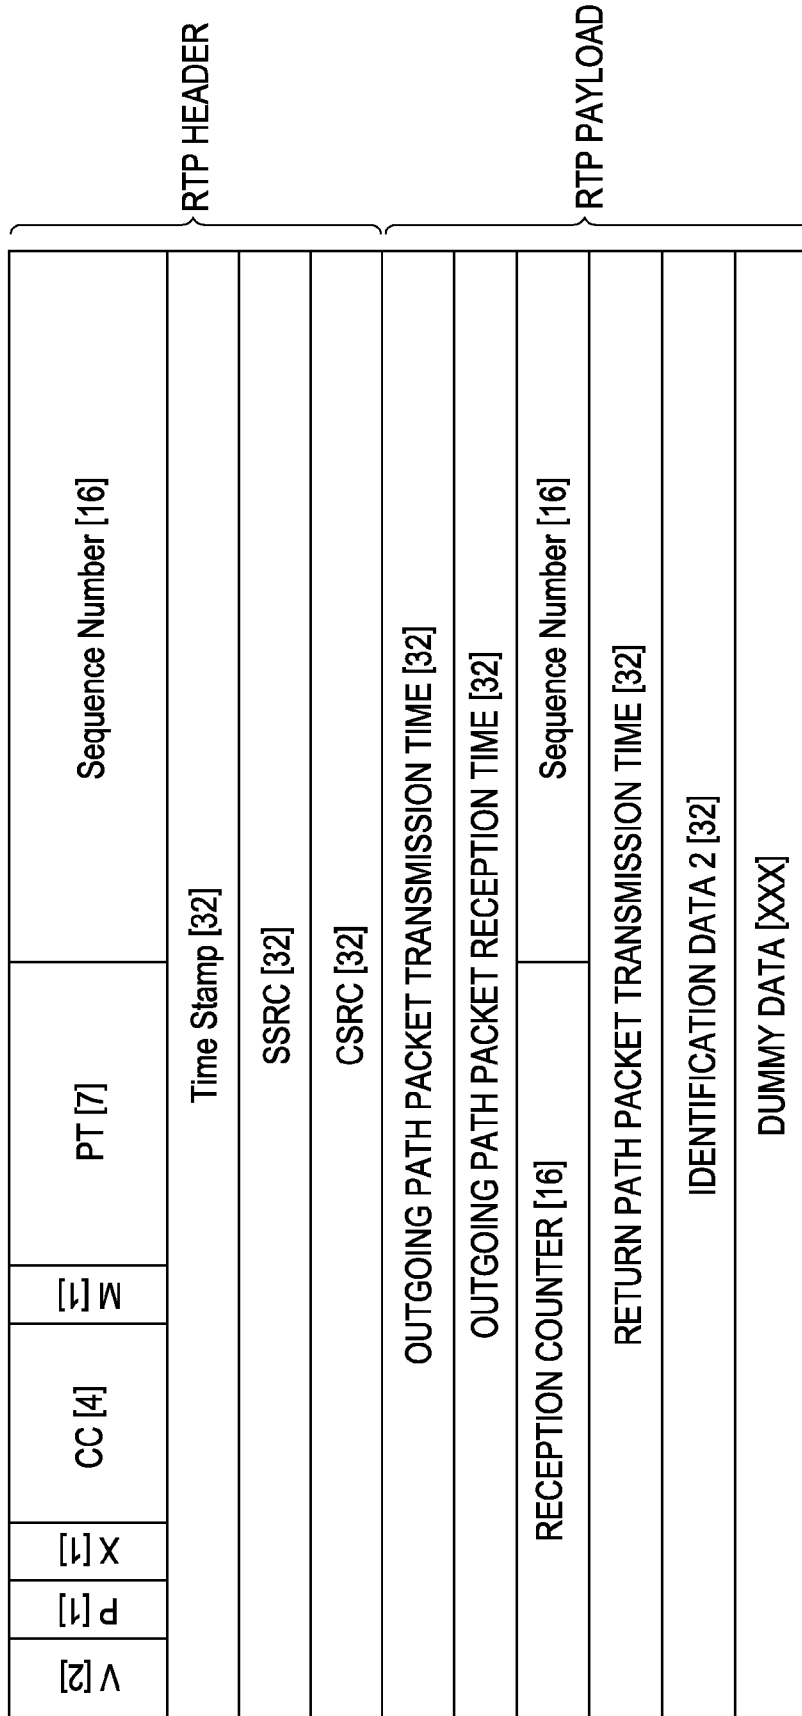 V [2]
P [1]
X [1]
CC [4]
M [1]
PT [7]
Sequence Number [16]
Time Stamp [32]
SSRC [32]
CSRC [32]
RTP HEADER
OUTGOING PATH PACKET TRANSMISSION TIME [32]
OUTGOING PATH PACKET RECEPTION TIME [32]
RECEPTION COUNTER [16]
Sequence Number [16]
RETURN PATH PACKET TRANSMISSION TIME [32]
IDENTIFICATION DATA 2 [32]
DUMMY DATA [XXX]
RTP PAYLOAD